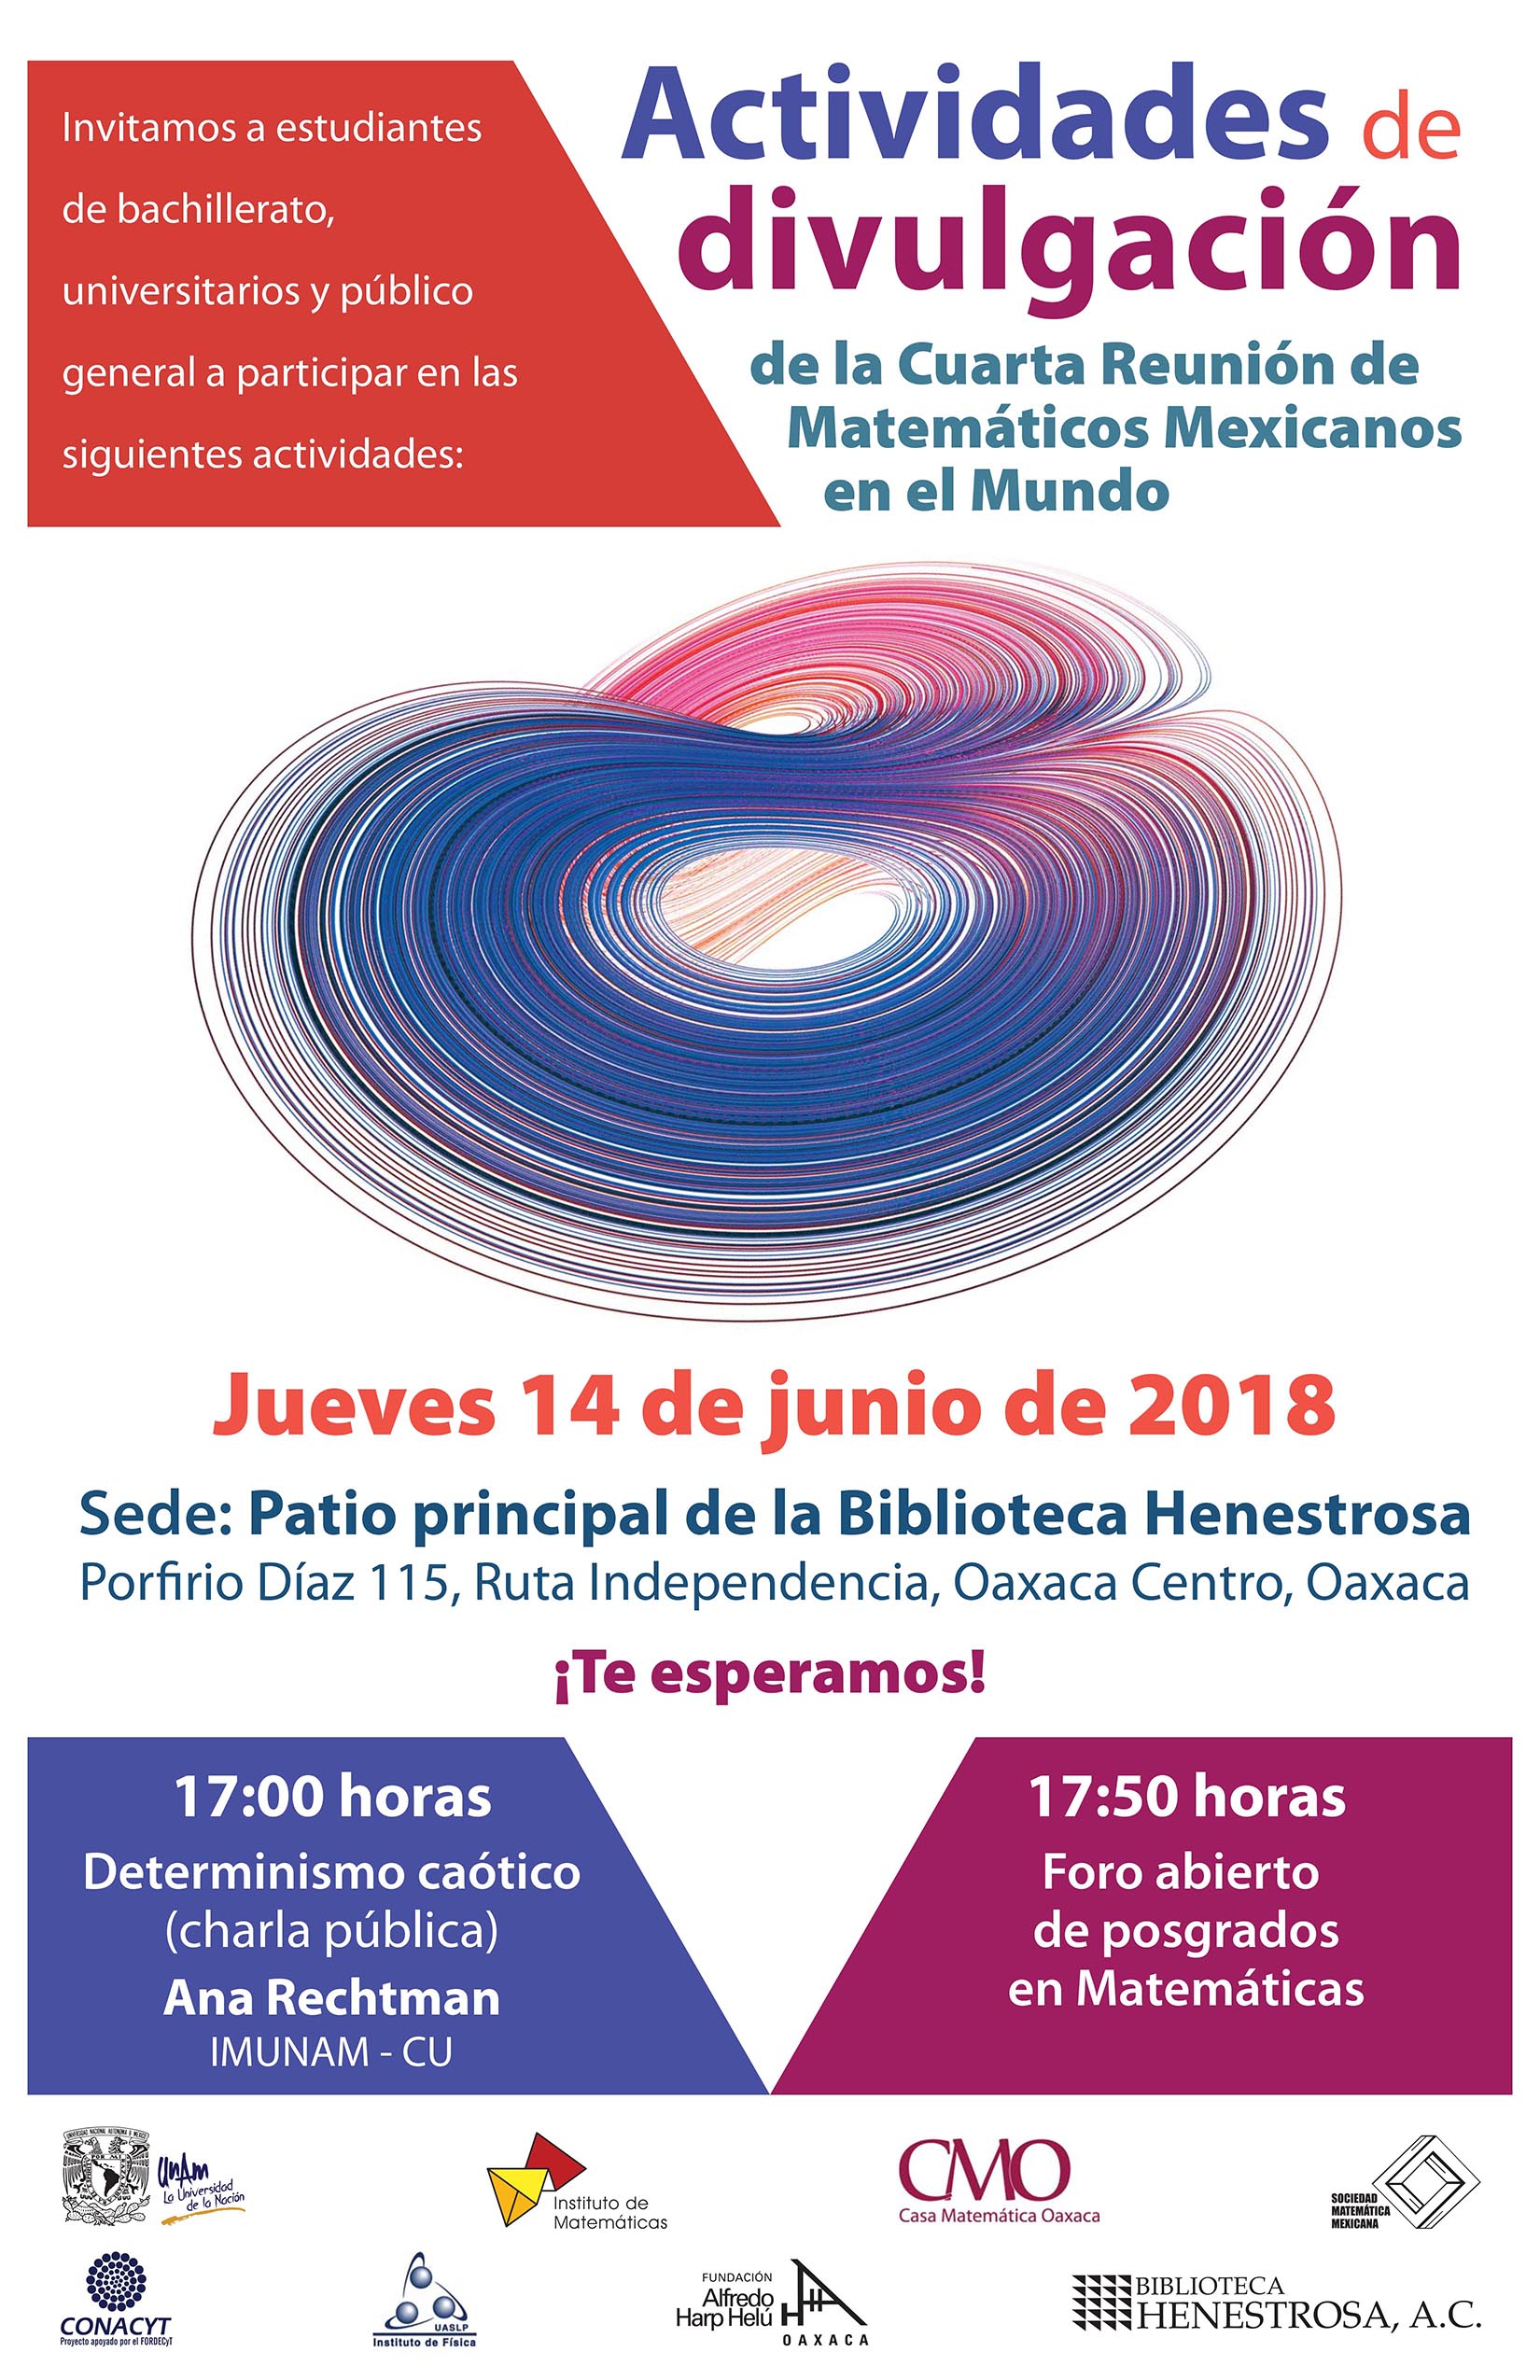 Invitamos a estudiantes
de bachillerato,
universitarios y público
general a participar en las
siguientes actividades:
Actividades de
divulgación
de la Cuarta Reunión de
Matemáticos Mexicanos
en el Mundo
Jueves 14 de junio de 2018
Sede: Patio principal de la Biblioteca Henestrosa
Porfirio Díaz 115, Ruta Independencia, Oaxaca Centro, Oaxaca
¡Te esperamos!
17:00 horas
Determinismo caótico
(charla pública)
Ana Rechtman
IMUNAM - CU
17:50 horas
Foro abierto
de posgrados
en Matemáticas
UnAm
La Universidad
de la Nación
Instituto de
Matemáticas
CMO
Casa Matemática Oaxaca
SOCIEDAD
MATEMÁTICA
MEXICANA
CONACYT
Proyecto apoyado por el FORDECyT
UASLP
Instituto de Física
FUNDACIÓN
Alfredo
Harp Helú
OAXACA
BIBLIOTECA
HENESTROSA, A.C.